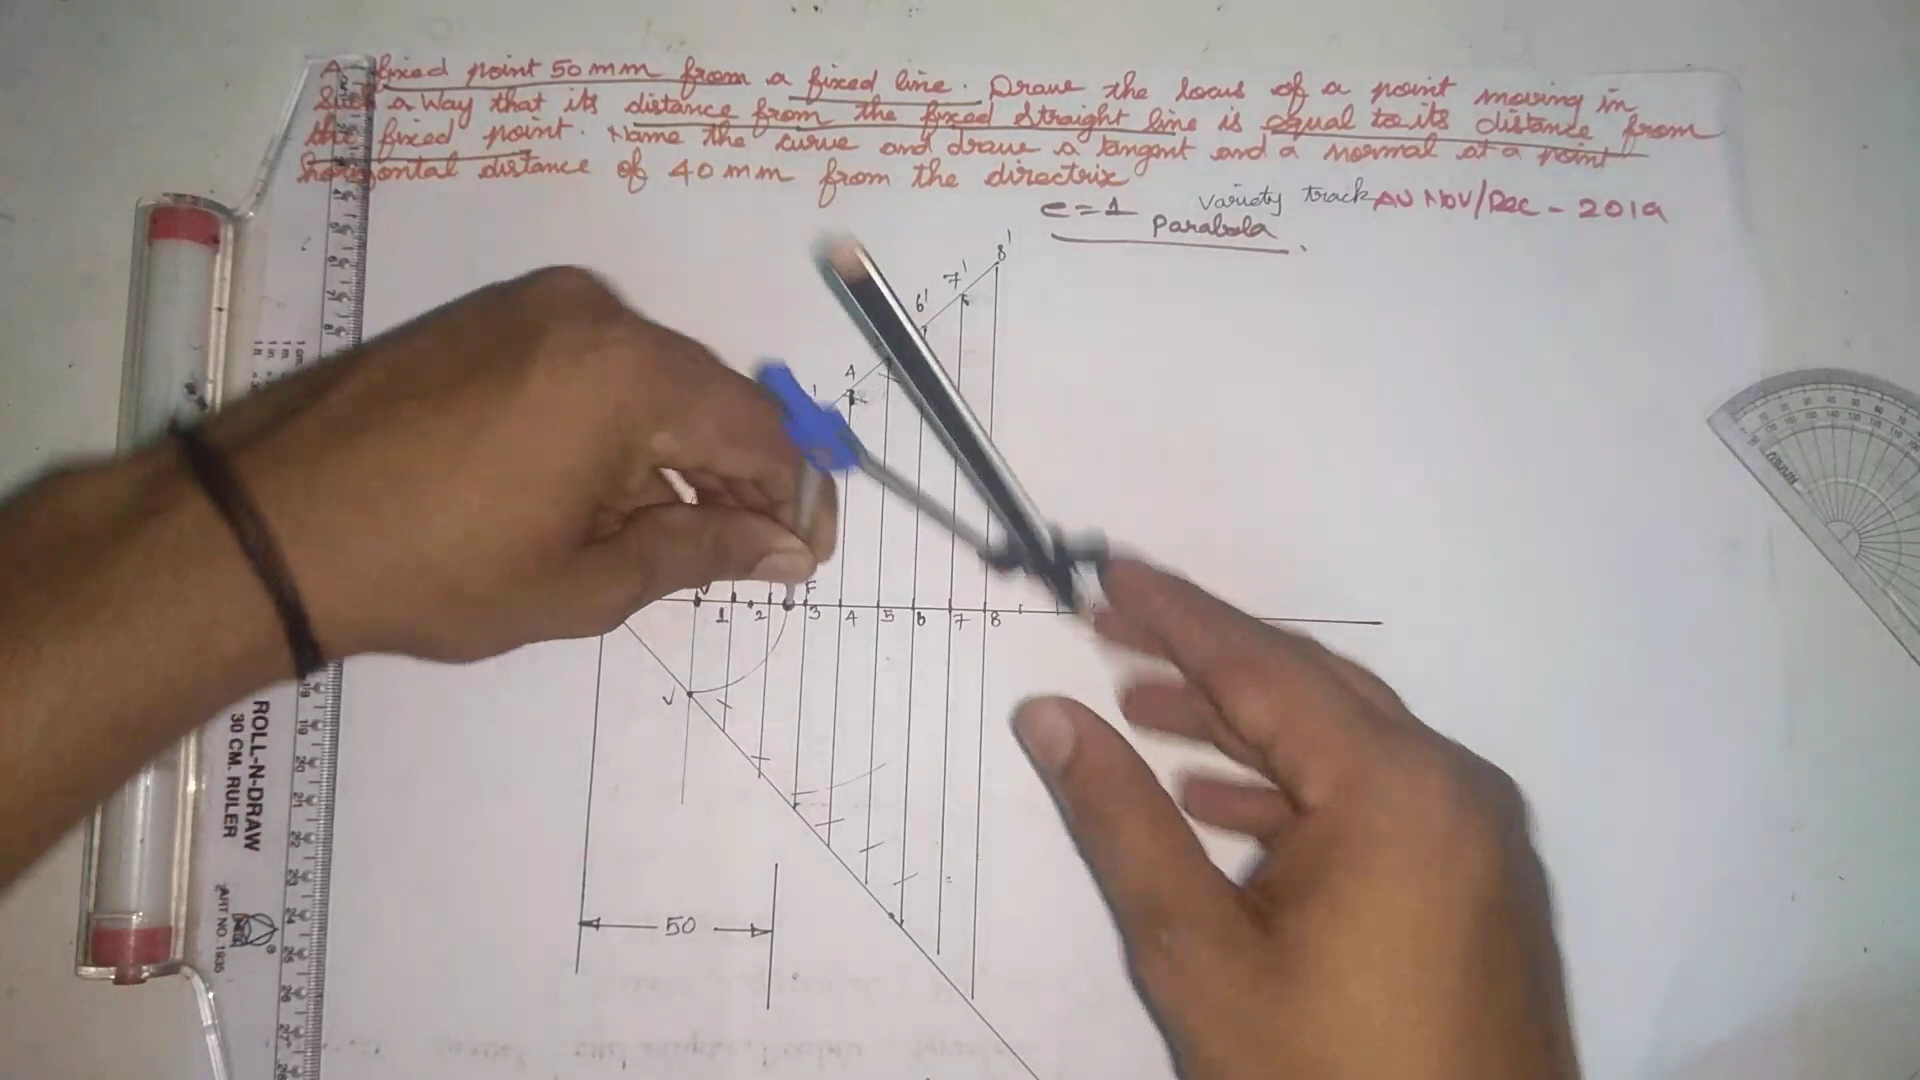 A fixed point 50 mm from a fixed line. Draw the locus of a point moving in
Such a Way that its distance from the fixed Straight line is equal to its distance from
the fixed point. Name the curve and draw a tangent and a normal at a point
horizontal distance of 40 mm from the directrix
variety track AU Nov/Dec - 2019
e = 1
Parabola
8'
7'
6'
4
F
1 2 3 4 5 6 7 8
V
50
ROLL-N-DRAW
30 CM. RULER
ART NO. 1935